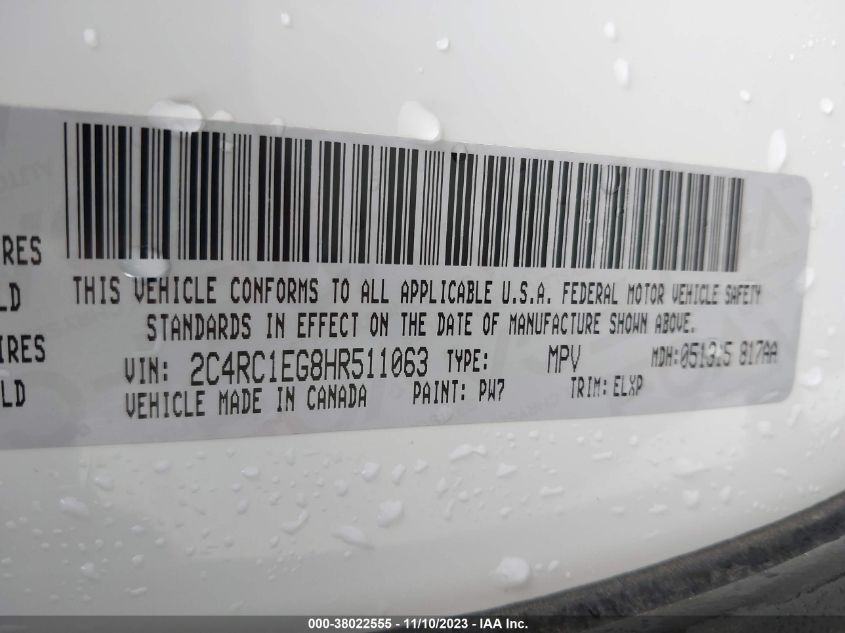 IRES
LD
IRES
LD
THIS VEHICLE CONFORMS TO ALL APPLICABLE U.S.A. FEDERAL MOTOR VEHICLE SAFETY
STANDARDS IN EFFECT ON THE DATE OF MANUFACTURE SHOWN ABOVE.
VIN: 2C4RC1EG8HR511063 TYPE: MPV MDH:051315 817AA
VEHICLE MADE IN CANADA PAINT: PW7 TRIM: ELXP
000-38022555 - 11/10/2023 - IAA Inc.